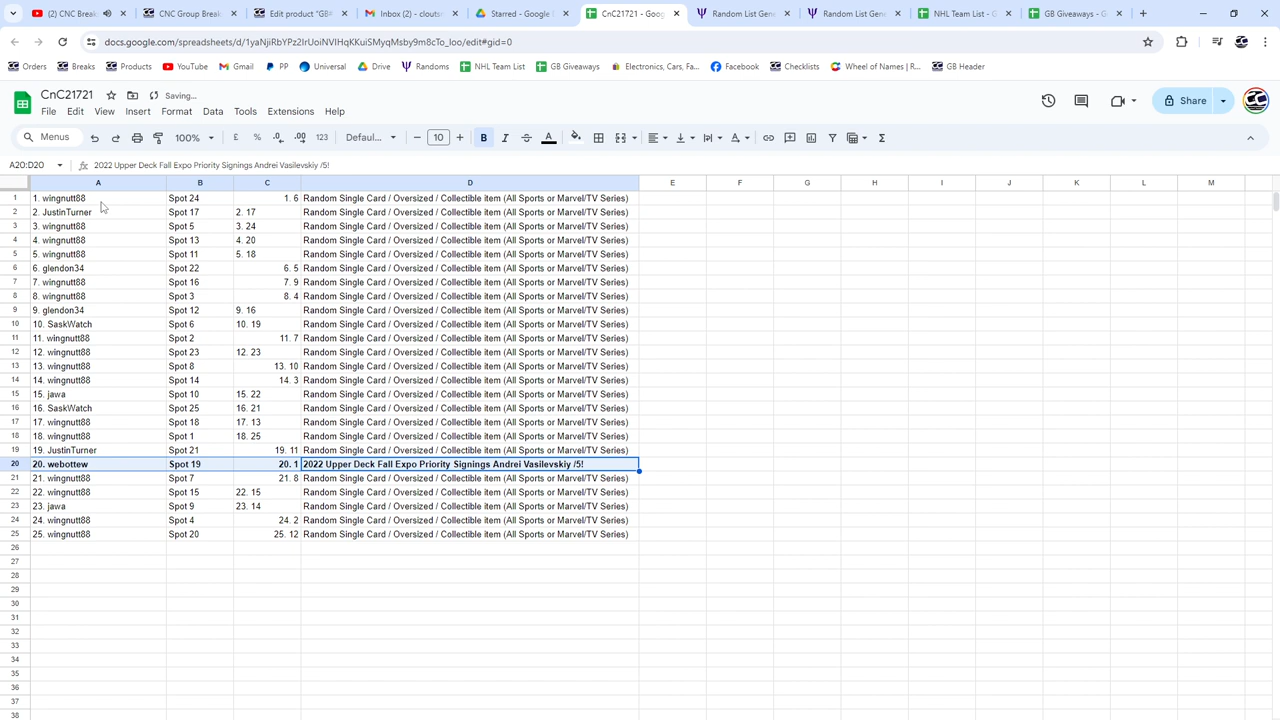 (2) CNC Break
CNC Group Break
Production "(GB
Inbox (2) - cloutsn
Starred - Google
CnC21721 - Goog
NHL Team List - G
GB Giveaways - G
Orders Breaks Products YouTube Gmail PP Universal Drive Randoms NHL Team List GB Giveaways Electronics, Cars, Fa... Facebook Checklists Wheel of Names | R... GB Header
CnC21721 Saving...
File Edit View Insert Format Data Tools Extensions Help
Share
Menus 100% £ % .0 .00 123 Defaul... 10 B I A
A20:D20 fx 2022 Upper Deck Fall Expo Priority Signings Andrei Vasilevskiy /5!
A B C D E F G H I J K L M
1 1. wingnutt88 Spot 24 1. 6 Random Single Card / Oversized / Collectible item (All Sports or Marvel/TV Series)
2 2. JustinTurner Spot 17 2. 17 Random Single Card / Oversized / Collectible item (All Sports or Marvel/TV Series)
3 3. wingnutt88 Spot 5 3. 24 Random Single Card / Oversized / Collectible item (All Sports or Marvel/TV Series)
4 4. wingnutt88 Spot 13 4. 20 Random Single Card / Oversized / Collectible item (All Sports or Marvel/TV Series)
5 5. wingnutt88 Spot 11 5. 18 Random Single Card / Oversized / Collectible item (All Sports or Marvel/TV Series)
6 6. glendon34 Spot 22 6. 5 Random Single Card / Oversized / Collectible item (All Sports or Marvel/TV Series)
7 7. wingnutt88 Spot 16 7. 9 Random Single Card / Oversized / Collectible item (All Sports or Marvel/TV Series)
8 8. wingnutt88 Spot 3 8. 4 Random Single Card / Oversized / Collectible item (All Sports or Marvel/TV Series)
9 9. glendon34 Spot 12 9. 16 Random Single Card / Oversized / Collectible item (All Sports or Marvel/TV Series)
10 10. SaskWatch Spot 6 10. 19 Random Single Card / Oversized / Collectible item (All Sports or Marvel/TV Series)
11 11. wingnutt88 Spot 2 11. 7 Random Single Card / Oversized / Collectible item (All Sports or Marvel/TV Series)
12 12. wingnutt88 Spot 23 12. 23 Random Single Card / Oversized / Collectible item (All Sports or Marvel/TV Series)
13 13. wingnutt88 Spot 8 13. 10 Random Single Card / Oversized / Collectible item (All Sports or Marvel/TV Series)
14 14. wingnutt88 Spot 14 14. 3 Random Single Card / Oversized / Collectible item (All Sports or Marvel/TV Series)
15 15. jawa Spot 10 15. 22 Random Single Card / Oversized / Collectible item (All Sports or Marvel/TV Series)
16 16. SaskWatch Spot 25 16. 21 Random Single Card / Oversized / Collectible item (All Sports or Marvel/TV Series)
17 17. wingnutt88 Spot 18 17. 13 Random Single Card / Oversized / Collectible item (All Sports or Marvel/TV Series)
18 18. wingnutt88 Spot 1 18. 25 Random Single Card / Oversized / Collectible item (All Sports or Marvel/TV Series)
19 19. JustinTurner Spot 21 19. 11 Random Single Card / Oversized / Collectible item (All Sports or Marvel/TV Series)
20 20. webottew Spot 19 20. 1 2022 Upper Deck Fall Expo Priority Signings Andrei Vasilevskiy /5!
21 21. wingnutt88 Spot 7 21. 8 Random Single Card / Oversized / Collectible item (All Sports or Marvel/TV Series)
22 22. wingnutt88 Spot 15 22. 15 Random Single Card / Oversized / Collectible item (All Sports or Marvel/TV Series)
23 23. jawa Spot 9 23. 14 Random Single Card / Oversized / Collectible item (All Sports or Marvel/TV Series)
24 24. wingnutt88 Spot 4 24. 2 Random Single Card / Oversized / Collectible item (All Sports or Marvel/TV Series)
25 25. wingnutt88 Spot 20 25. 12 Random Single Card / Oversized / Collectible item (All Sports or Marvel/TV Series)
26
27
28
29
30
31
32
33
34
35
36
37
38